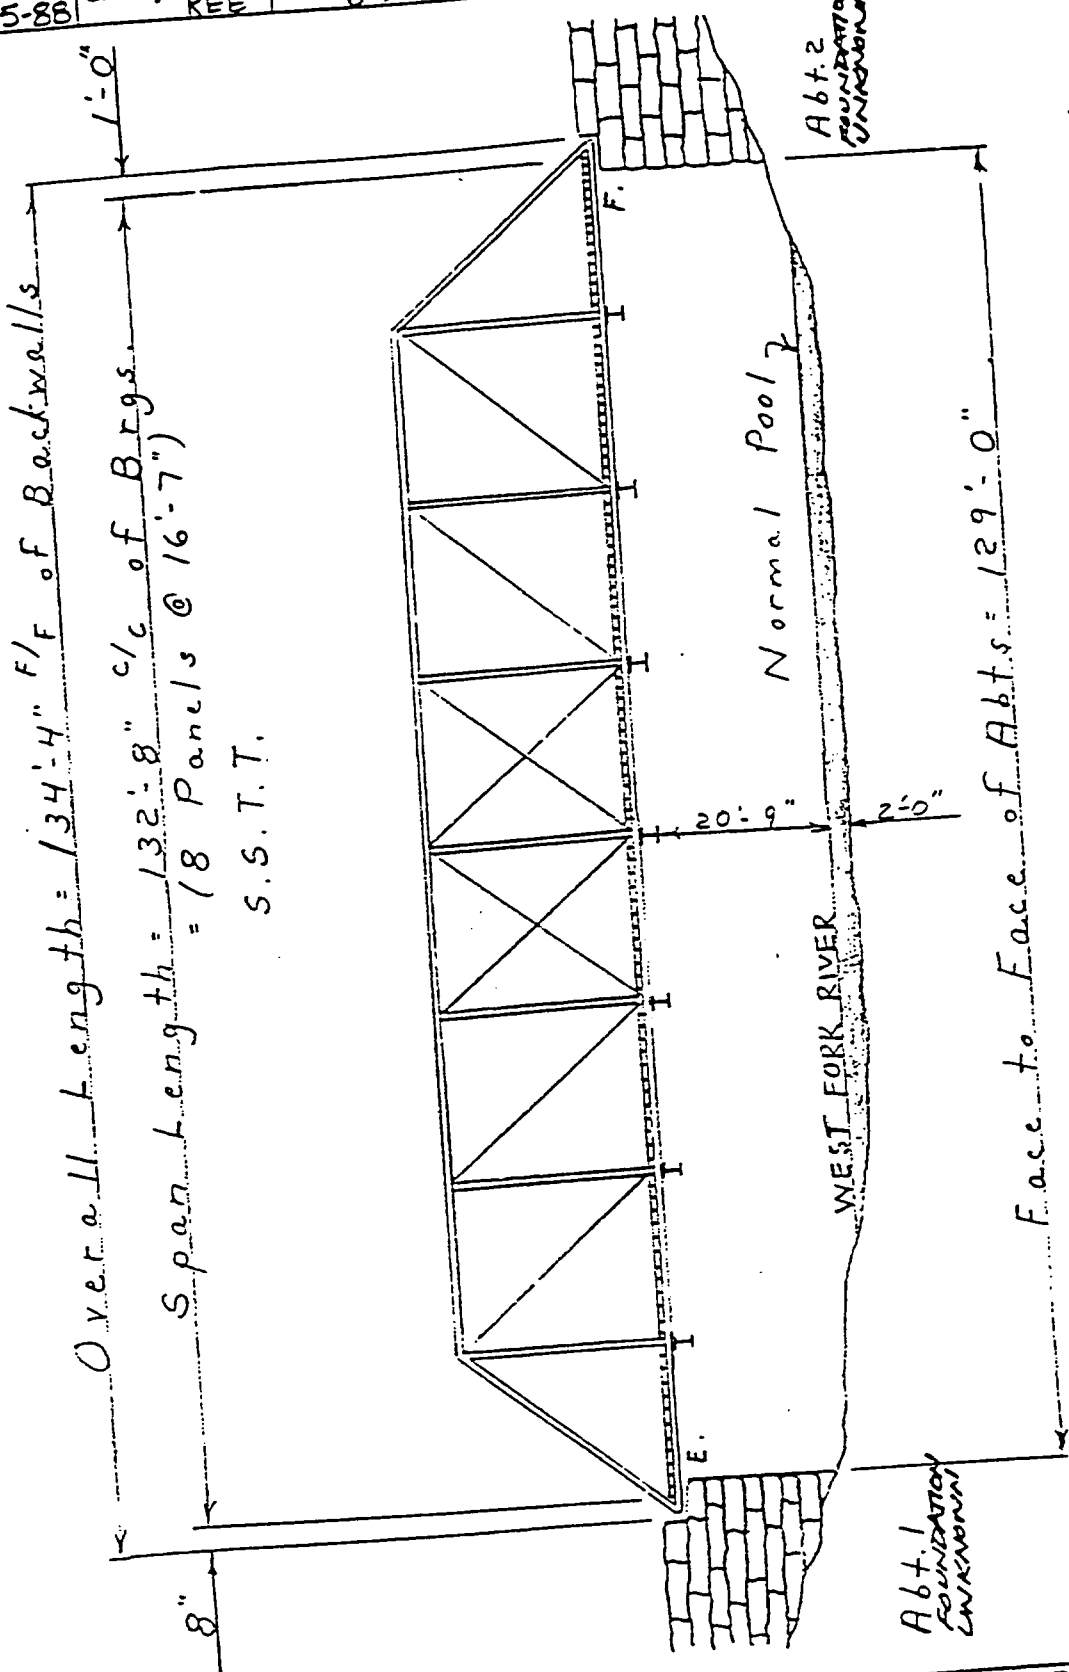 5-88
KEE
1'-0"
Overall Length = 134'-4" F/F of Backwalls
Span Length = 132'-8" c/c of Brgs.
= (8 Panels @ 16'-7")
S.S.T.T.
8"
E.
F.
Normal Pool
20'-9"
2'-0"
WEST FORK RIVER
Face to Face of Abts. = 129'-0"
Abt. 1
FOUNDATION
UNKNOWN
Abt. 2
FOUNDATION
UNKNOWN